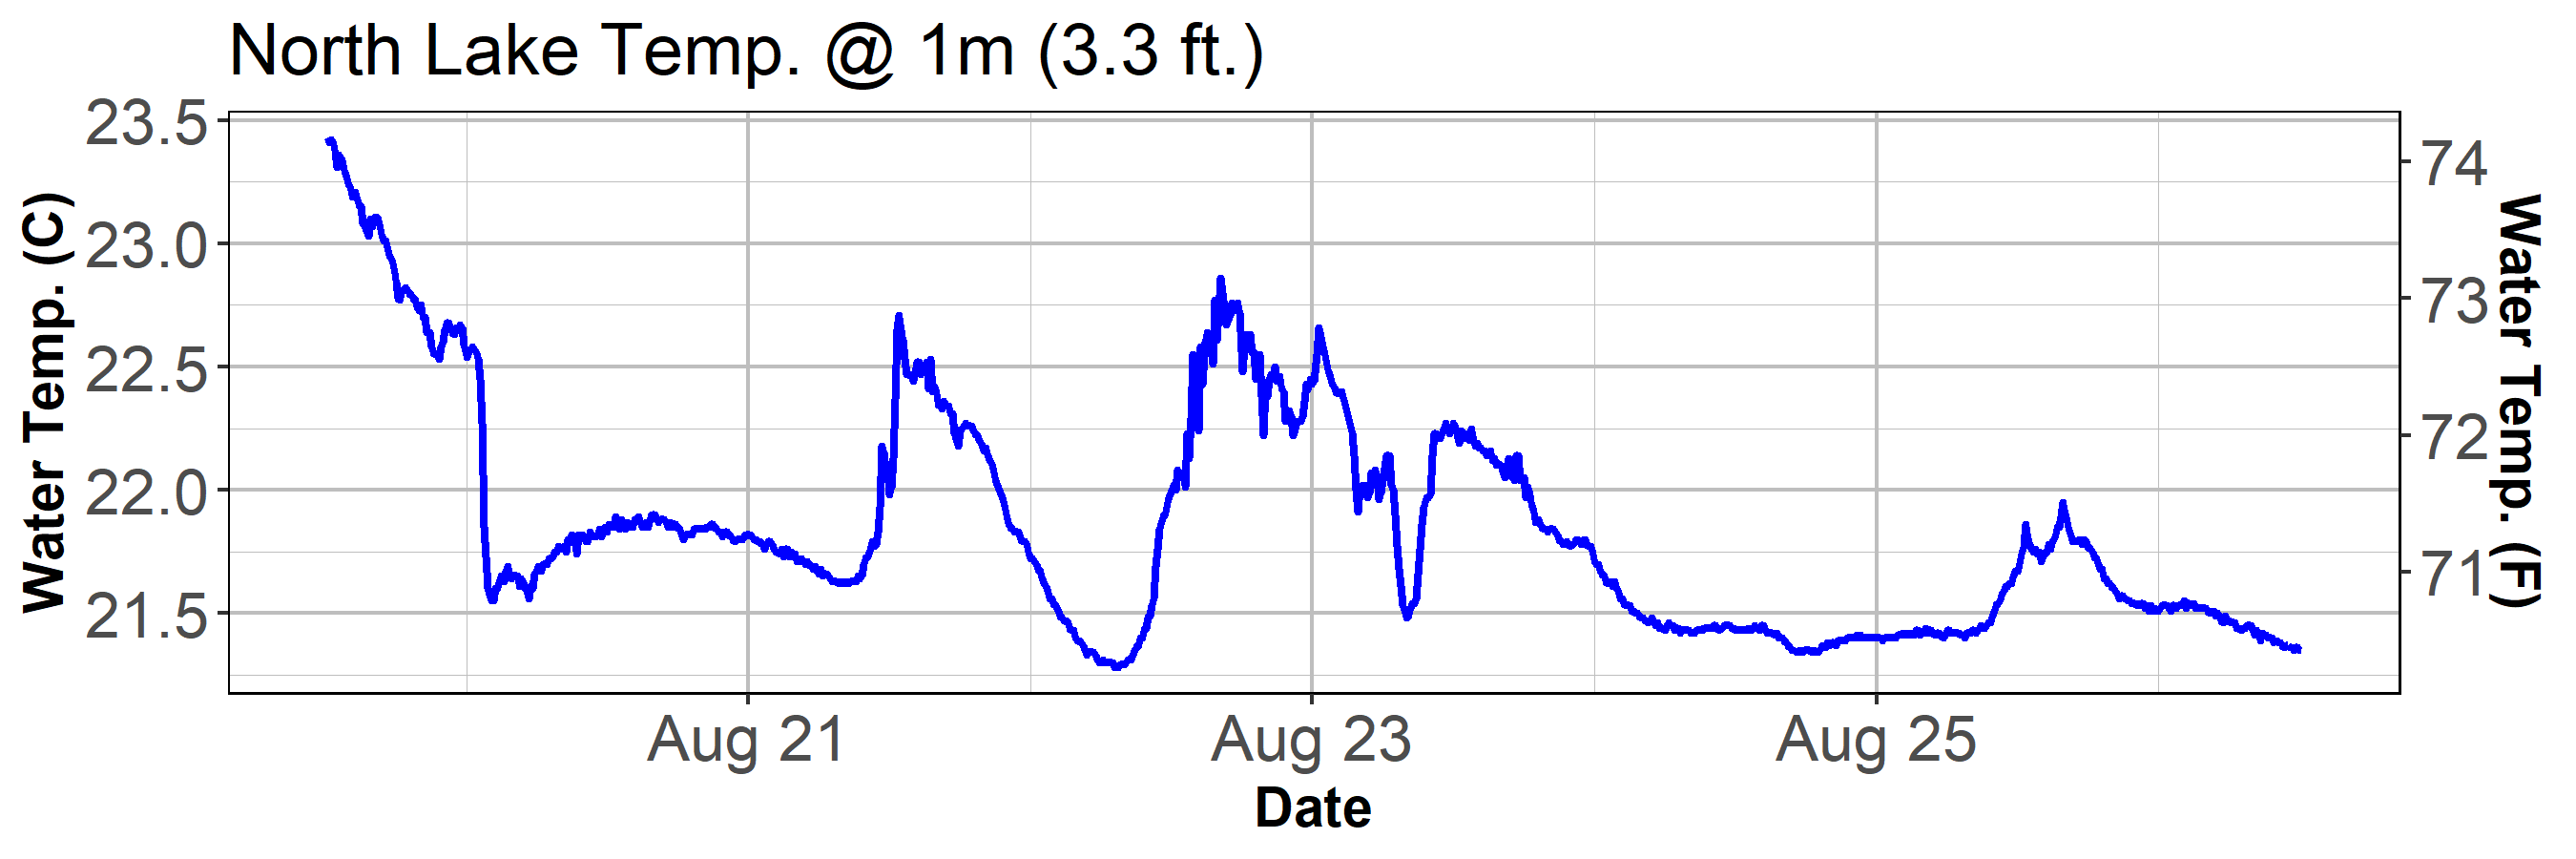 North Lake Temp. @ 1m (3.3 ft.)
Water Temp. (C)
23.5
23.0
22.5
22.0
21.5
74
73
72
71
Water Temp. (F)
Aug 21 Aug 23 Aug 25
Date